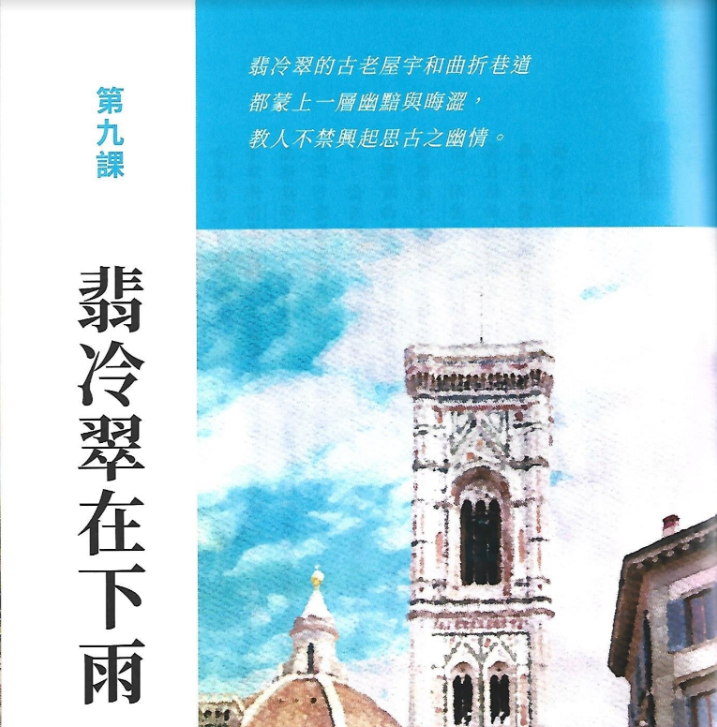 第九課
翡冷翠在下雨
翡冷翠的古老屋宇和曲折巷道
都蒙上一層幽黯與晦澀，
教人不禁興起思古之幽情。